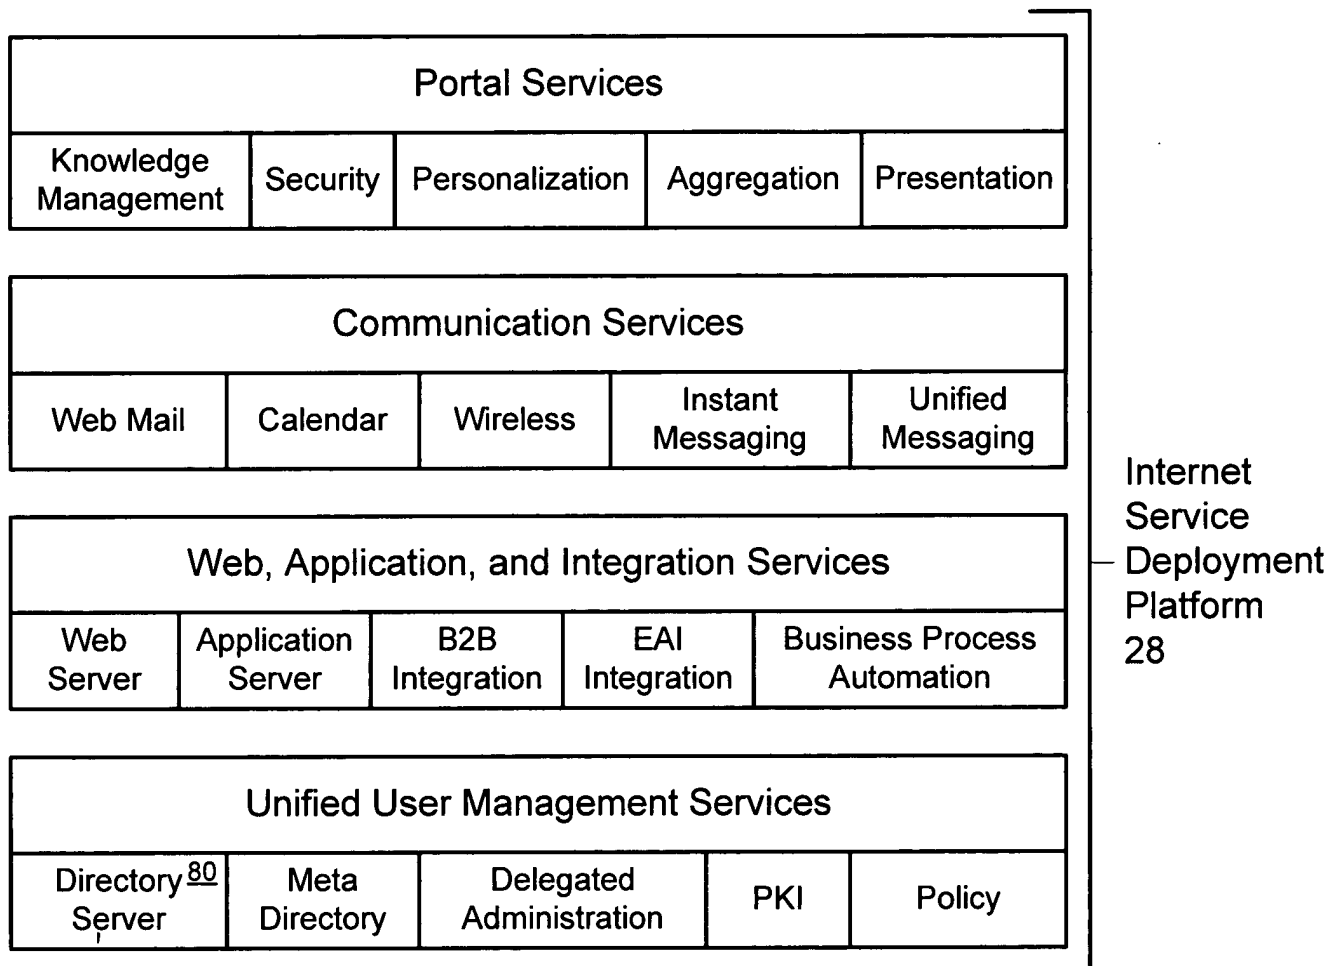 Portal Services
Knowledge
Management
Security
Personalization
Aggregation
Presentation
Communication Services
Web Mail
Calendar
Wireless
Instant
Messaging
Unified
Messaging
Web, Application, and Integration Services
Web
Server
Application
Server
B2B
Integration
EAI
Integration
Business Process
Automation
Unified User Management Services
Directory 80
Server
Meta
Directory
Delegated
Administration
PKI
Policy
Internet
Service
Deployment
Platform
28